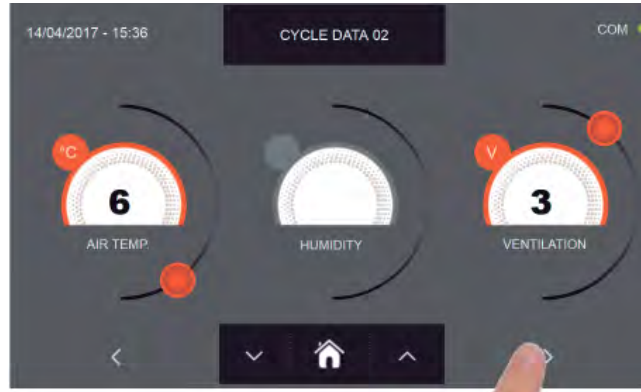 14/04/2017 - 15:36
CYCLE DATA 02
COM
°C
6
AIR TEMP.
HUMIDITY
V
3
VENTILATION